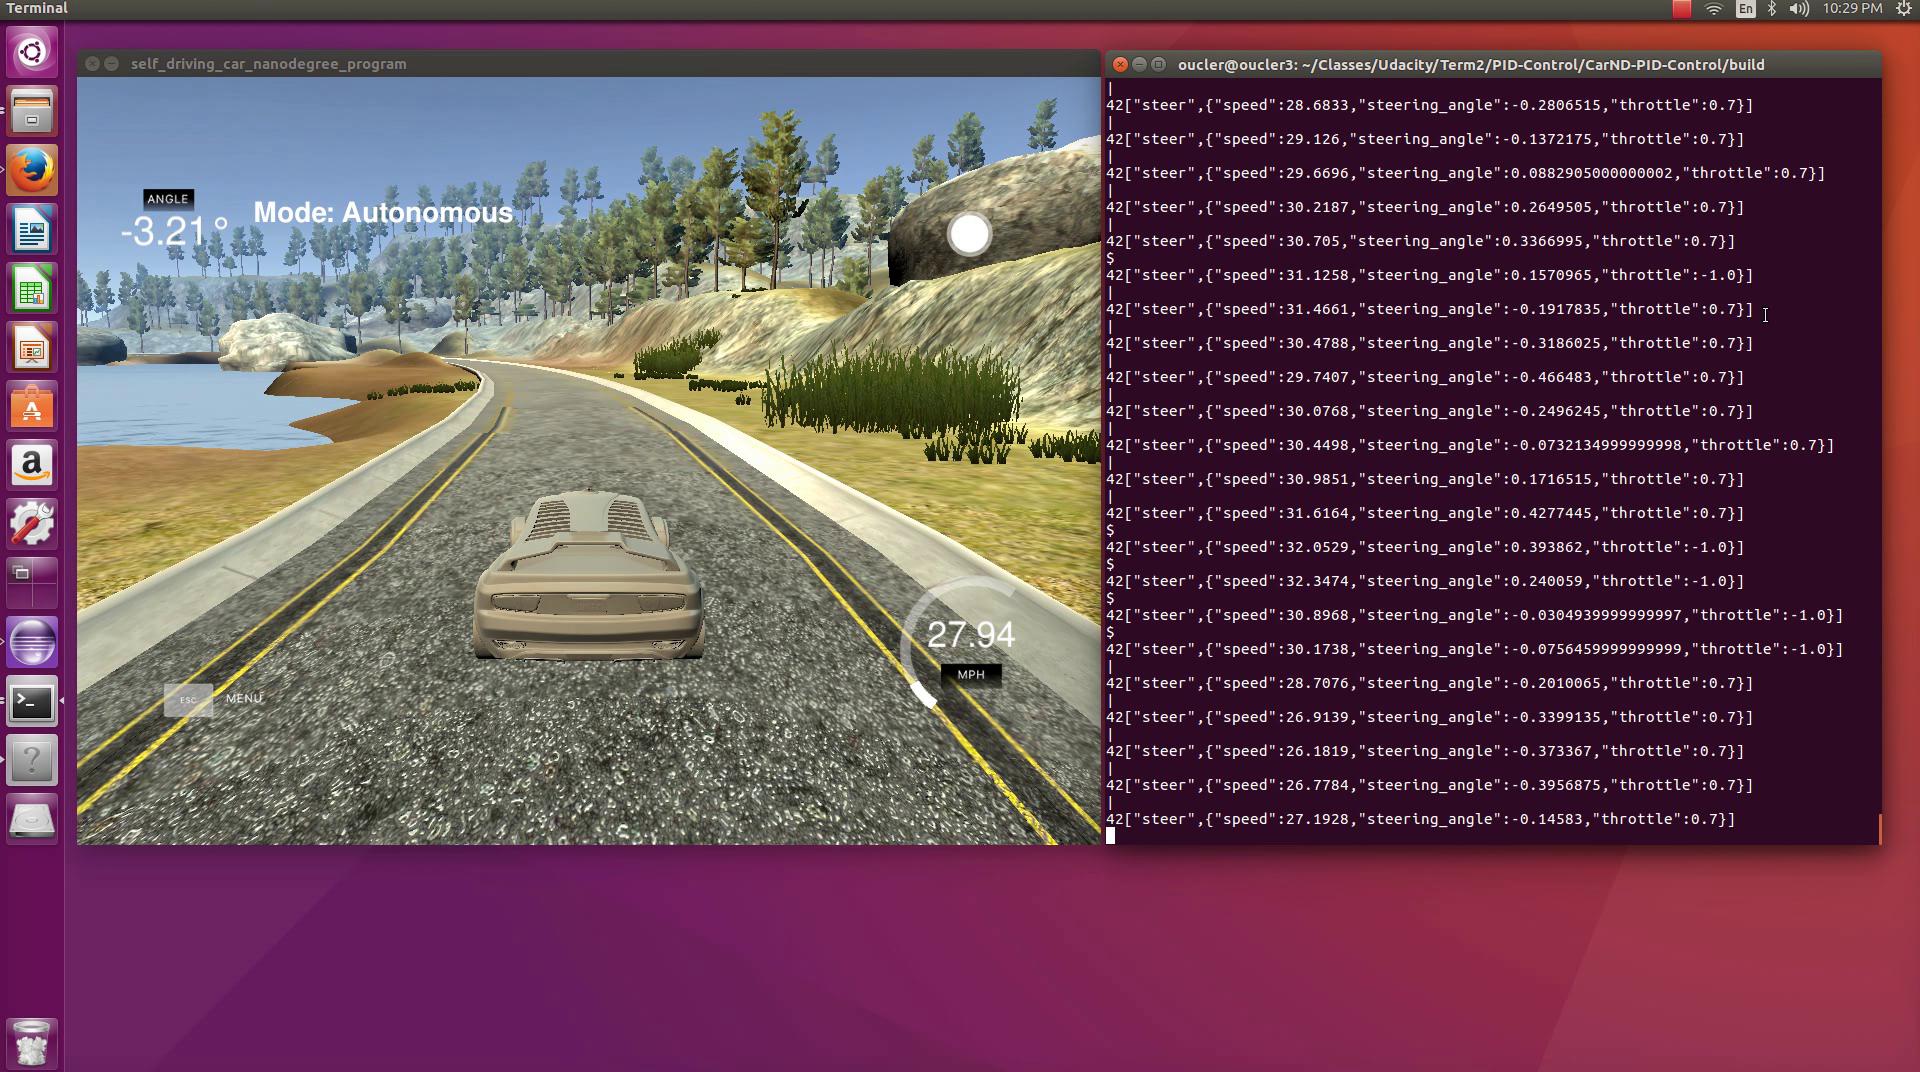 Terminal
En
10:29 PM
self_driving_car_nanodegree_program
ANGLE
-3.21°
Mode: Autonomous
27.94
MPH
ESC
MENU
a
>_
?
oucler@oucler3: ~/Classes/Udacity/Term2/PID-Control/CarND-PID-Control/build
|
42["steer",{"speed":28.6833,"steering_angle":-0.2806515,"throttle":0.7}]
|
42["steer",{"speed":29.126,"steering_angle":-0.1372175,"throttle":0.7}]
|
42["steer",{"speed":29.6696,"steering_angle":0.0882905000000002,"throttle":0.7}]
|
42["steer",{"speed":30.2187,"steering_angle":0.2649505,"throttle":0.7}]
|
42["steer",{"speed":30.705,"steering_angle":0.3366995,"throttle":0.7}]
$
42["steer",{"speed":31.1258,"steering_angle":0.1570965,"throttle":-1.0}]
|
42["steer",{"speed":31.4661,"steering_angle":-0.1917835,"throttle":0.7}]
|
42["steer",{"speed":30.4788,"steering_angle":-0.3186025,"throttle":0.7}]
|
42["steer",{"speed":29.7407,"steering_angle":-0.466483,"throttle":0.7}]
|
42["steer",{"speed":30.0768,"steering_angle":-0.2496245,"throttle":0.7}]
|
42["steer",{"speed":30.4498,"steering_angle":-0.0732134999999998,"throttle":0.7}]
|
42["steer",{"speed":30.9851,"steering_angle":0.1716515,"throttle":0.7}]
|
42["steer",{"speed":31.6164,"steering_angle":0.4277445,"throttle":0.7}]
$
42["steer",{"speed":32.0529,"steering_angle":0.393862,"throttle":-1.0}]
$
42["steer",{"speed":32.3474,"steering_angle":0.240059,"throttle":-1.0}]
$
42["steer",{"speed":30.8968,"steering_angle":-0.0304939999999997,"throttle":-1.0}]
$
42["steer",{"speed":30.1738,"steering_angle":-0.0756459999999999,"throttle":-1.0}]
|
42["steer",{"speed":28.7076,"steering_angle":-0.2010065,"throttle":0.7}]
|
42["steer",{"speed":26.9139,"steering_angle":-0.3399135,"throttle":0.7}]
|
42["steer",{"speed":26.1819,"steering_angle":-0.373367,"throttle":0.7}]
|
42["steer",{"speed":26.7784,"steering_angle":-0.3956875,"throttle":0.7}]
|
42["steer",{"speed":27.1928,"steering_angle":-0.14583,"throttle":0.7}]